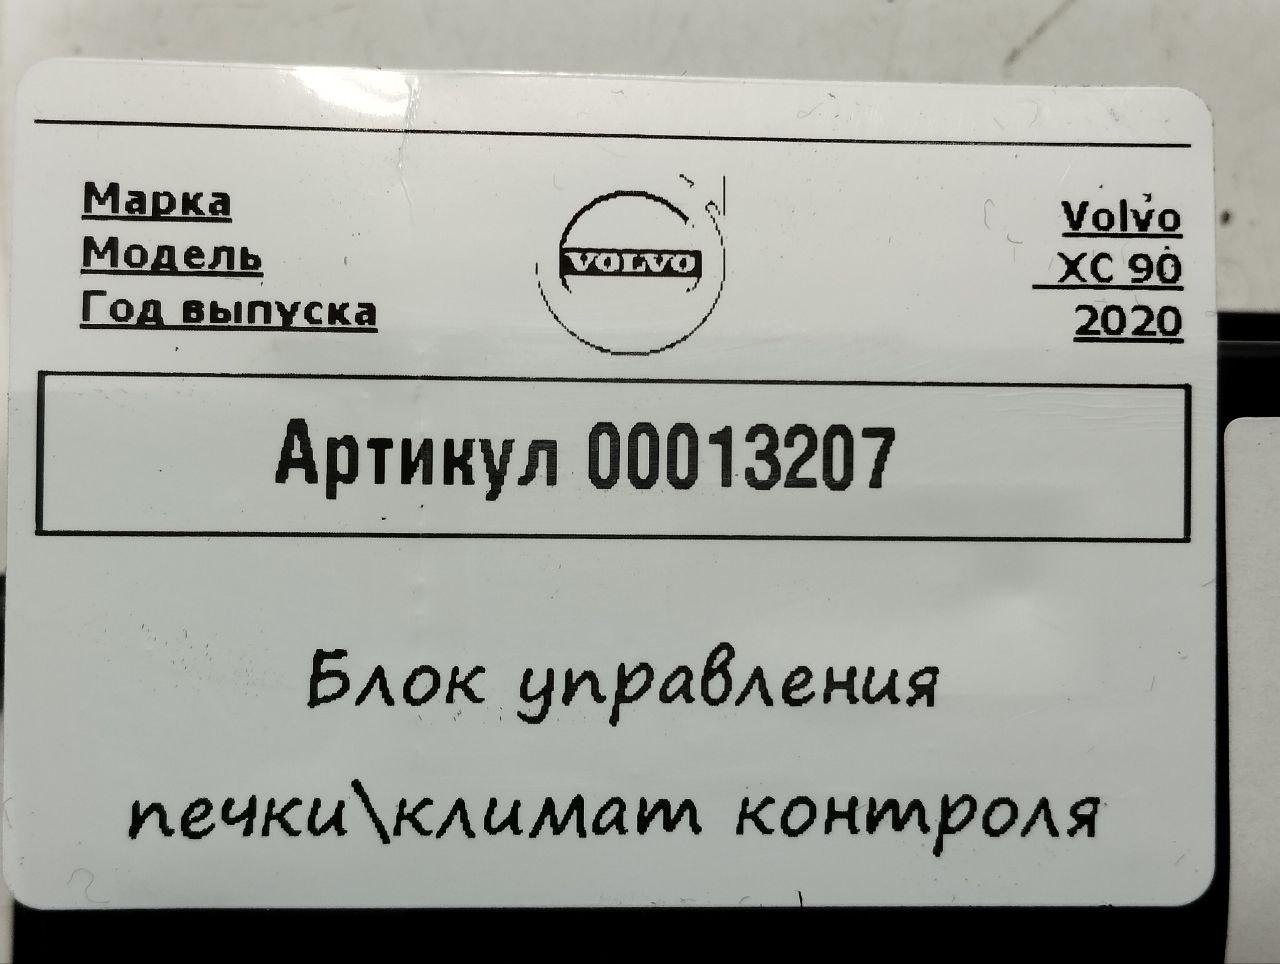 Марка
Модель
Год выпуска
VOLVO
Volvo
XC 90
2020
Артикул 00013207
Блок управления
печки\климат контроля